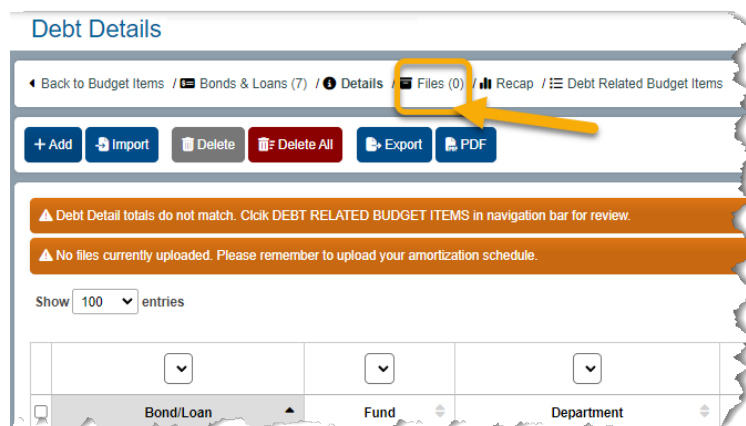 Debt Details
Back to Budget Items / Bonds & Loans (7) / Details / Files (0) / Recap / Debt Related Budget Items
+ Add Import Delete Delete All Export PDF
Debt Detail totals do not match. Clcik DEBT RELATED BUDGET ITEMS in navigation bar for review.
No files currently uploaded. Please remember to upload your amortization schedule.
Show 100 entries
Bond/Loan Fund Department